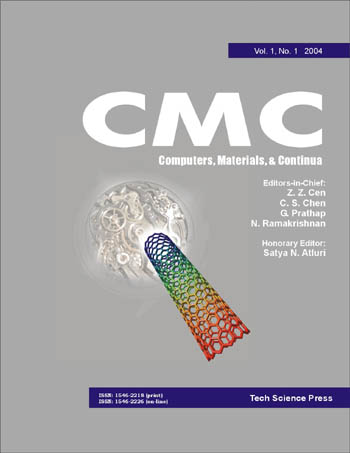 Vol. 1, No. 1 2004
CMC
Computers, Materials, & Continua
Editors-in-Chief:
Z. Z. Cen
C. S. Chen
G. Prathap
N. Ramakrishnan
Honorary Editor:
Satya N. Atluri
ISSN: 1546-2218 (print)
ISSN: 1546-2226 (on-line)
Tech Science Press